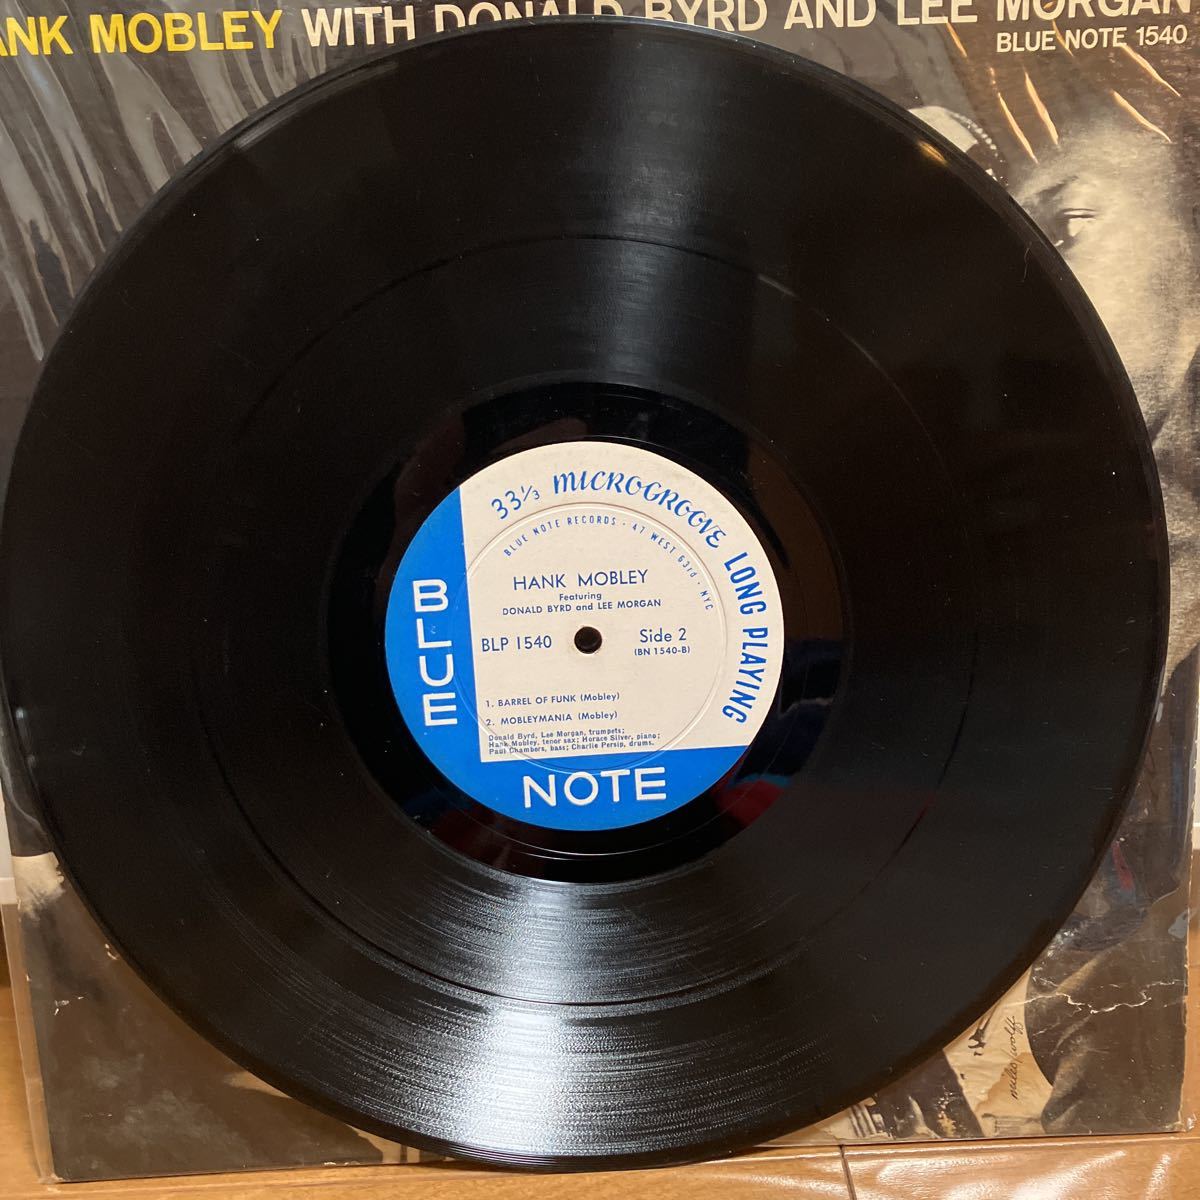 ANK MOBLEY WITH DONALD BYRD AND LEE MORGAN
BLUE NOTE 1540
33⅓ MICROGROOVE LONG PLAYING
BLUE NOTE RECORDS · 47 WEST 63rd · NYC
HANK MOBLEY
Featuring
DONALD BYRD and LEE MORGAN
BLP 1540
Side 2
(BN 1540-B)
1. BARREL OF FUNK (Mobley)
2. MOBLEYMANIA (Mobley)
Donald Byrd, Lee Morgan, trumpets;
Hank Mobley, tenor sax; Horace Silver, piano;
Paul Chambers, bass; Charlie Persip, drums.
BLUE
NOTE
miles/wolff